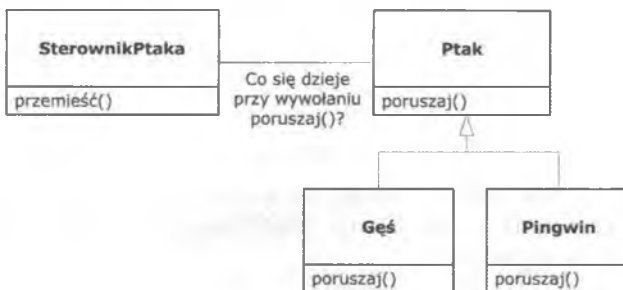 SterownikPtaka
przemieść()
Co się dzieje
przy wywołaniu
poruszaj()?
Ptak
poruszaj()
Gęś
poruszaj()
Pingwin
poruszaj()